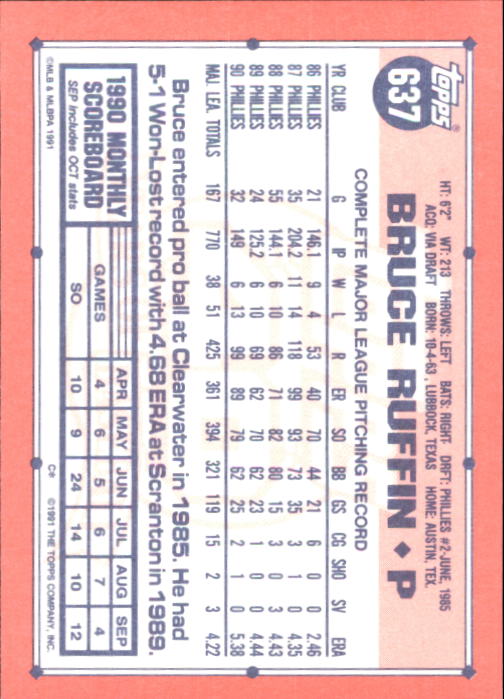 Topps®
637
HT: 6'2" WT: 213 THROWS: LEFT BATS: RIGHT DRFT: PHILLIES #2-JUNE, 1985
ACQ: VIA DRAFT BORN: 10-4-63, LUBBOCK, TEXAS HOME: AUSTIN, TEX.
BRUCE RUFFIN ♦ P
COMPLETE MAJOR LEAGUE PITCHING RECORD
YR CLUB G IP W L R ER SO BB GS CG SHO SV ERA
86 PHILLIES 21 146.1 9 4 53 40 70 44 21 6 0 0 2.46
87 PHILLIES 35 204.2 11 14 118 99 93 73 35 3 1 0 4.35
88 PHILLIES 55 144.1 6 10 86 71 82 80 15 3 0 3 4.43
89 PHILLIES 24 125.2 6 10 69 62 70 62 23 1 0 0 4.44
90 PHILLIES 32 149 6 13 99 89 79 62 25 2 1 0 5.38
MAJ. LEA. TOTALS 167 770 38 51 425 361 394 321 119 15 2 3 4.22
Bruce entered pro ball at Clearwater in 1985. He had
5-1 Won-Lost record with 4.68 ERA at Scranton in 1989.
1990 MONTHLY
SCOREBOARD
SEP includes OCT stats
APR MAY JUN JUL AUG SEP
GAMES 4 6 5 6 7 4
SO 10 9 24 14 10 12
©MLB & MLBPA 1991
C* ©1991 THE TOPPS COMPANY, INC.